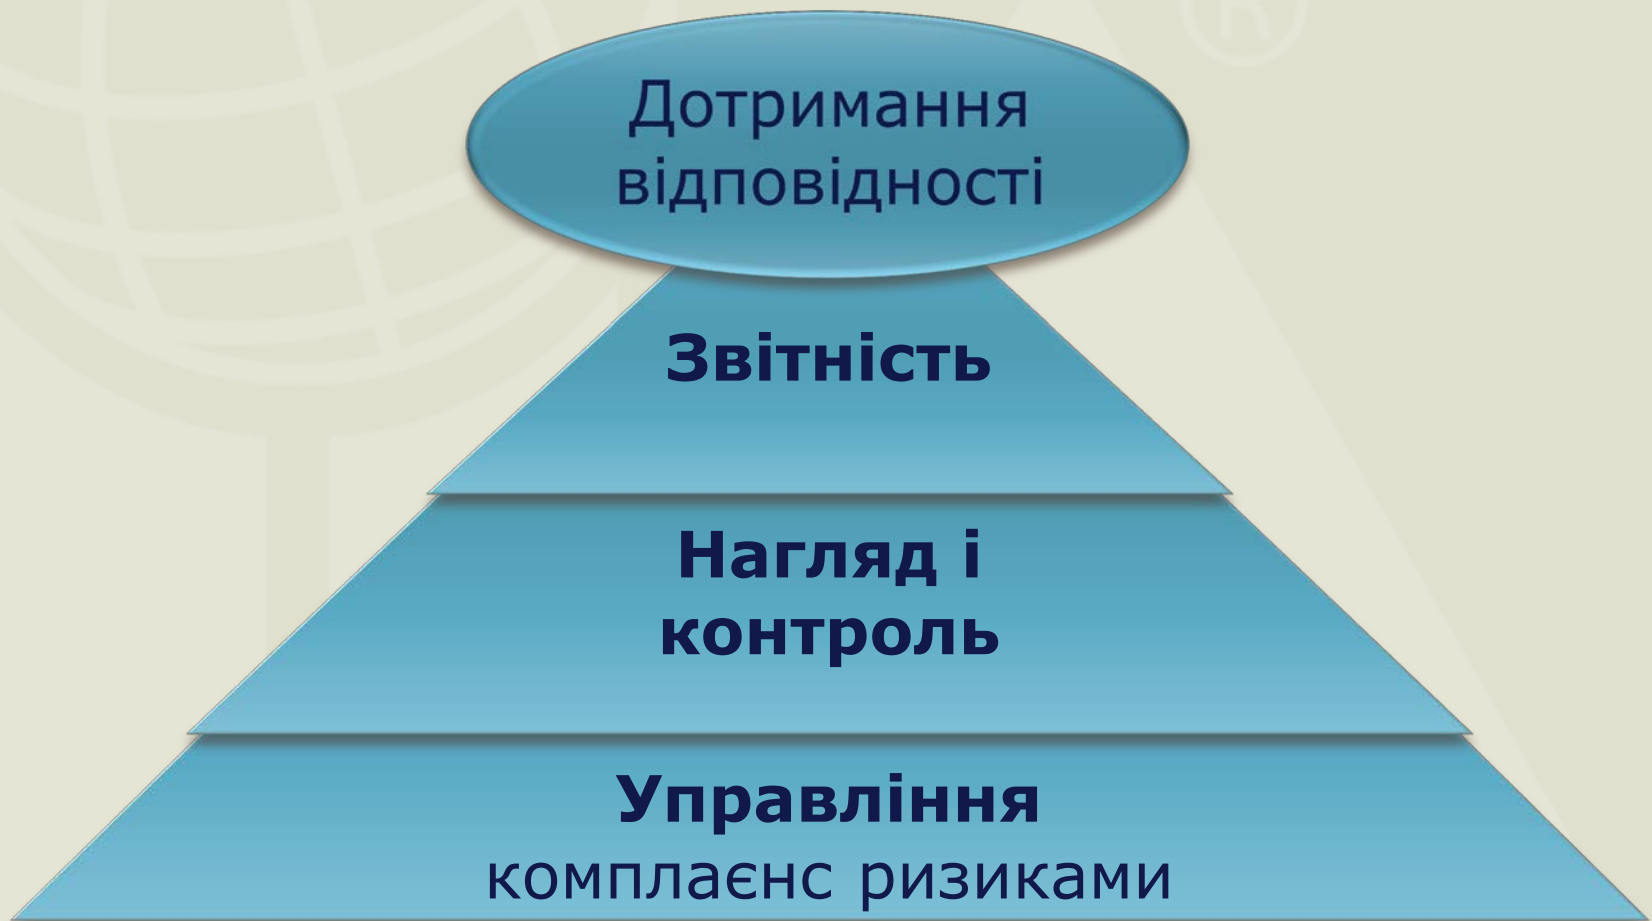 ®
Дотримання
відповідності
Звітність
Нагляд і
контроль
Управління
комплаєнс ризиками